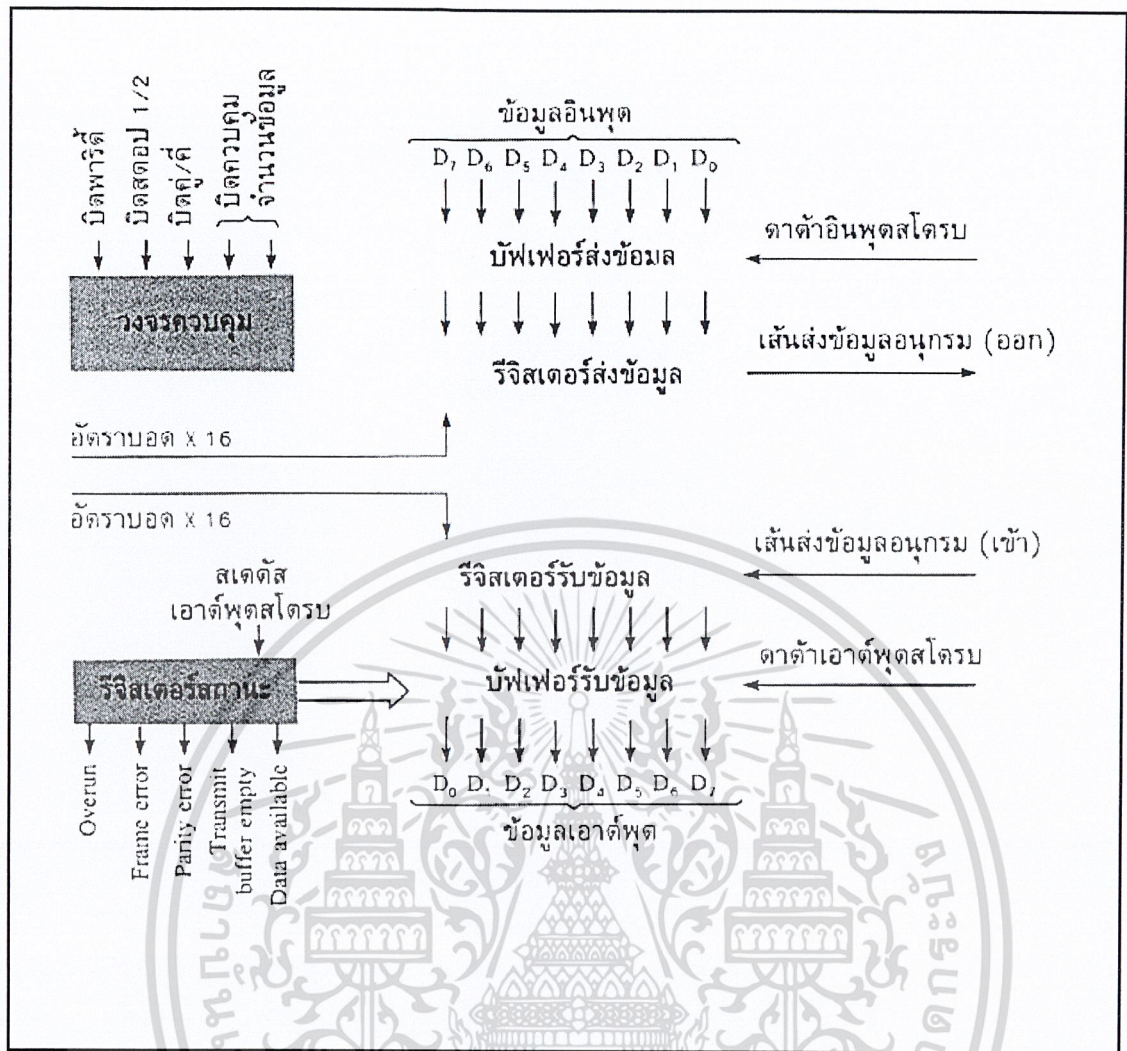 บิตพาริตี้
บิตสตอป 1/2
บิตคู่/คี่
บิตควบคุม
จำนวนข้อมูล
วงจรควบคุม
ข้อมูลอินพุต
D₇ D₆ D₅ D₄ D₃ D₂ D₁ D₀
บัฟเฟอร์ส่งข้อมูล
ดาต้าอินพุตสโตรบ
รีจิสเตอร์ส่งข้อมูล
เส้นส่งข้อมูลอนุกรม (ออก)
อัตราบอด X 16
อัตราบอด X 16
เส้นส่งข้อมูลอนุกรม (เข้า)
รีจิสเตอร์รับข้อมูล
สเตตัส
เอาต์พุตสโตรบ
รีจิสเตอร์สถานะ
บัฟเฟอร์รับข้อมูล
ดาต้าเอาต์พุตสโตรบ
Overun
Frame error
Parity error
Transmit
buffer empty
Data available
D₀ D₁ D₂ D₃ D₄ D₅ D₆ D₇
ข้อมูลเอาต์พุต